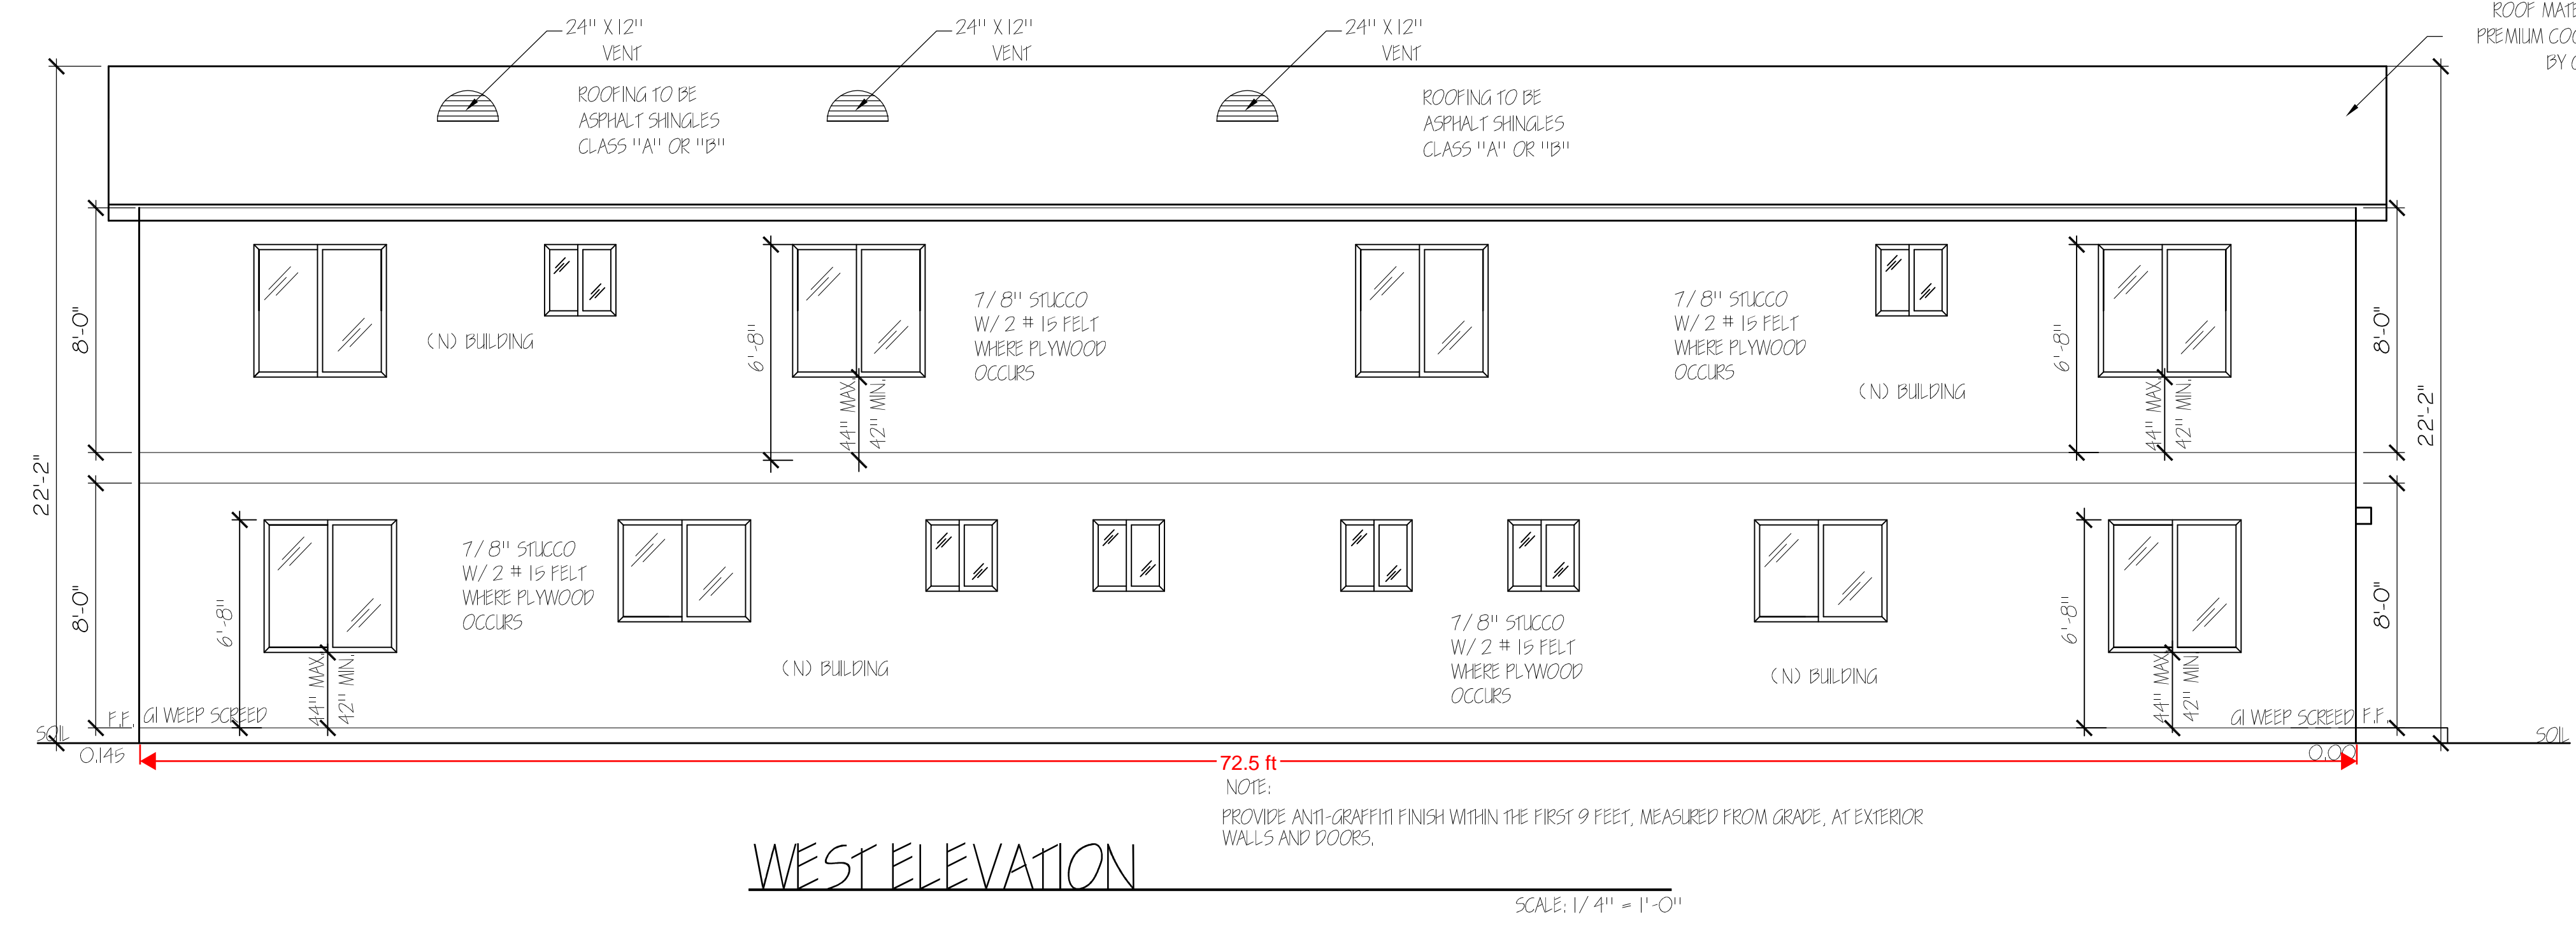 24" X 12"
VENT
24" X 12"
VENT
24" X 12"
VENT
ROOF MATE
PREMIUM COO
BY
ROOFING TO BE
ASPHALT SHINGLES
CLASS "A" OR "B"
ROOFING TO BE
ASPHALT SHINGLES
CLASS "A" OR "B"
8'-0"
(N) BUILDING
6'-8"
44" MAX.
42" MIN.
7/8" STUCCO
W/ 2 # 15 FELT
WHERE PLYWOOD
OCCURS
7/8" STUCCO
W/ 2 # 15 FELT
WHERE PLYWOOD
OCCURS
(N) BUILDING
6'-8"
44" MAX.
42" MIN.
8'-0"
22'-2"
22'-2"
8'-0"
6'-8"
44" MAX.
42" MIN.
7/8" STUCCO
W/ 2 # 15 FELT
WHERE PLYWOOD
OCCURS
(N) BUILDING
7/8" STUCCO
W/ 2 # 15 FELT
WHERE PLYWOOD
OCCURS
(N) BUILDING
6'-8"
44" MAX.
42" MIN.
8'-0"
SOIL
F.F.
GI WEEP SCREED
GI WEEP SCREED
F.F.
SOIL
0.145
72.5 ft
0.00
NOTE:
PROVIDE ANTI-GRAFFITI FINISH WITHIN THE FIRST 9 FEET, MEASURED FROM GRADE, AT EXTERIOR
WALLS AND DOORS.
WEST ELEVATION
SCALE: 1/4" = 1'-0"